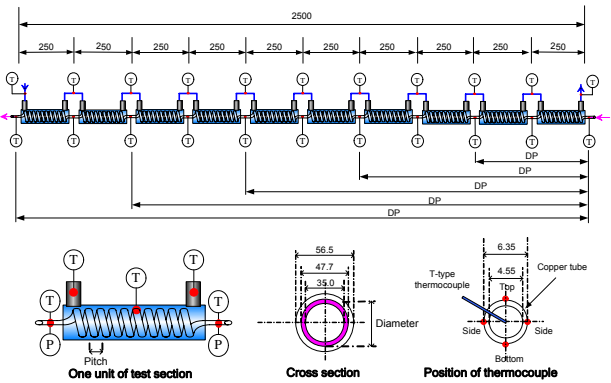 2500
250 250 250 250 250 250 250 250 250 250
T T T T T T T T T T T
T T T T T T T T T T T
DP
DP
DP
DP
DP
T T T
T T
P P
Pitch
One unit of test section
56.5
47.7
35.0
Diameter
Cross section
6.35
4.55
Top
T-type
thermocouple
Copper tube
Side Side
Bottom
Position of thermocouple